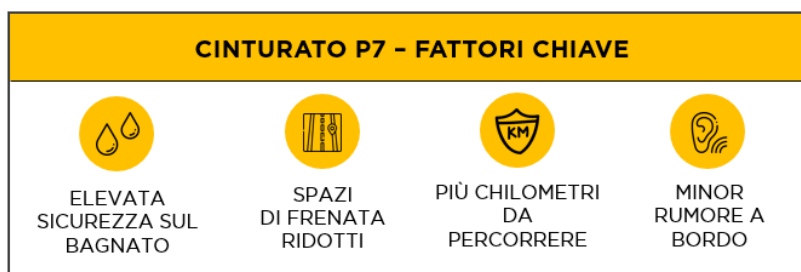 CINTURATO P7 – FATTORI CHIAVE
ELEVATA
SICUREZZA SUL
BAGNATO
SPAZI
DI FRENATA
RIDOTTI
KM
PIÙ CHILOMETRI
DA
PERCORRERE
MINOR
RUMORE A
BORDO